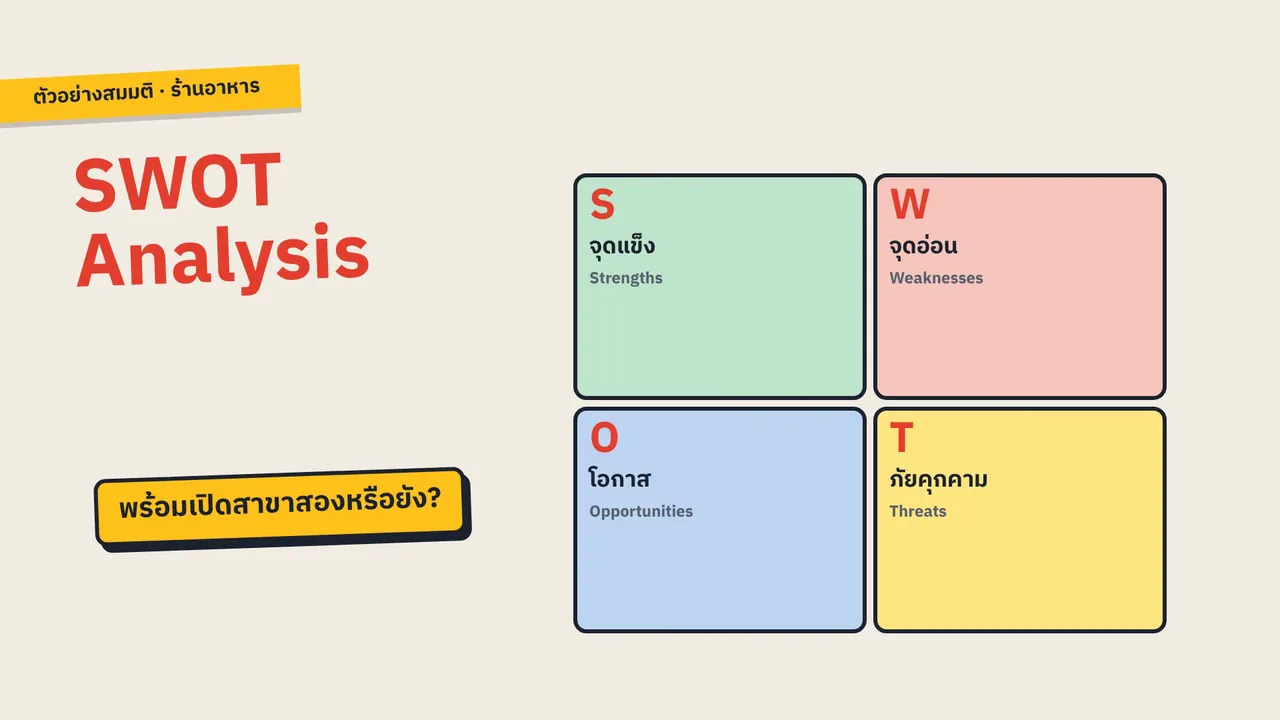 ตัวอย่างสมมติ · ร้านอาหาร
SWOT
Analysis
พร้อมเปิดสาขาสองหรือยัง?
S
จุดแข็ง
Strengths
W
จุดอ่อน
Weaknesses
O
โอกาส
Opportunities
T
ภัยคุกคาม
Threats